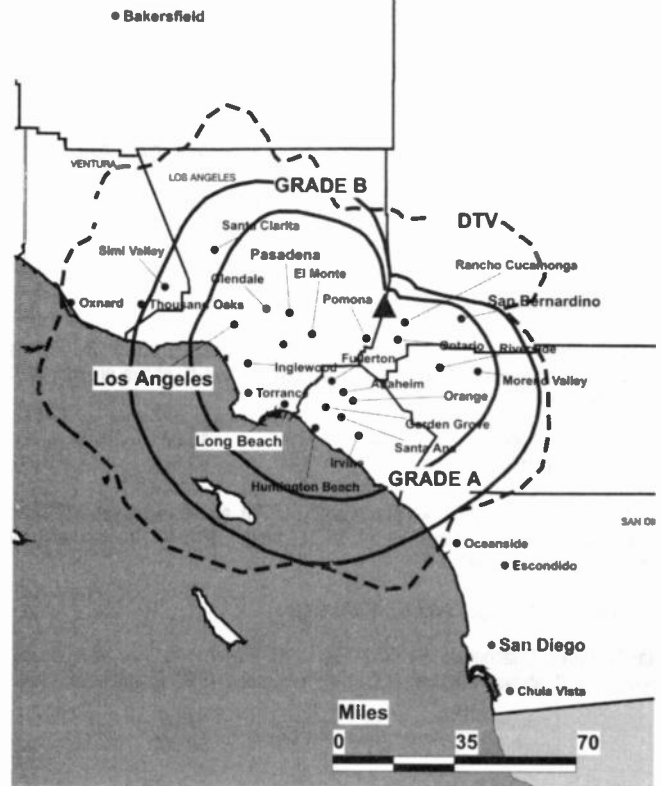 Bakersfield
VENTURA
LOS ANGELES
GRADE B
DTV
Santa Clarita
Simi Valley
Pasadena
Glendale
El Monte
Rancho Cucamonga
Pomona
San Bernardino
Oxnard
Thousand Oaks
Ontario
Riverside
Inglewood
Fullerton
Los Angeles
Anaheim
Moreno Valley
Torrance
Orange
Garden Grove
Long Beach
Santa Ana
Irvine
GRADE A
Huntington Beach
SAN DI
Oceanside
Escondido
San Diego
Chula Vista
Miles
0 35 70